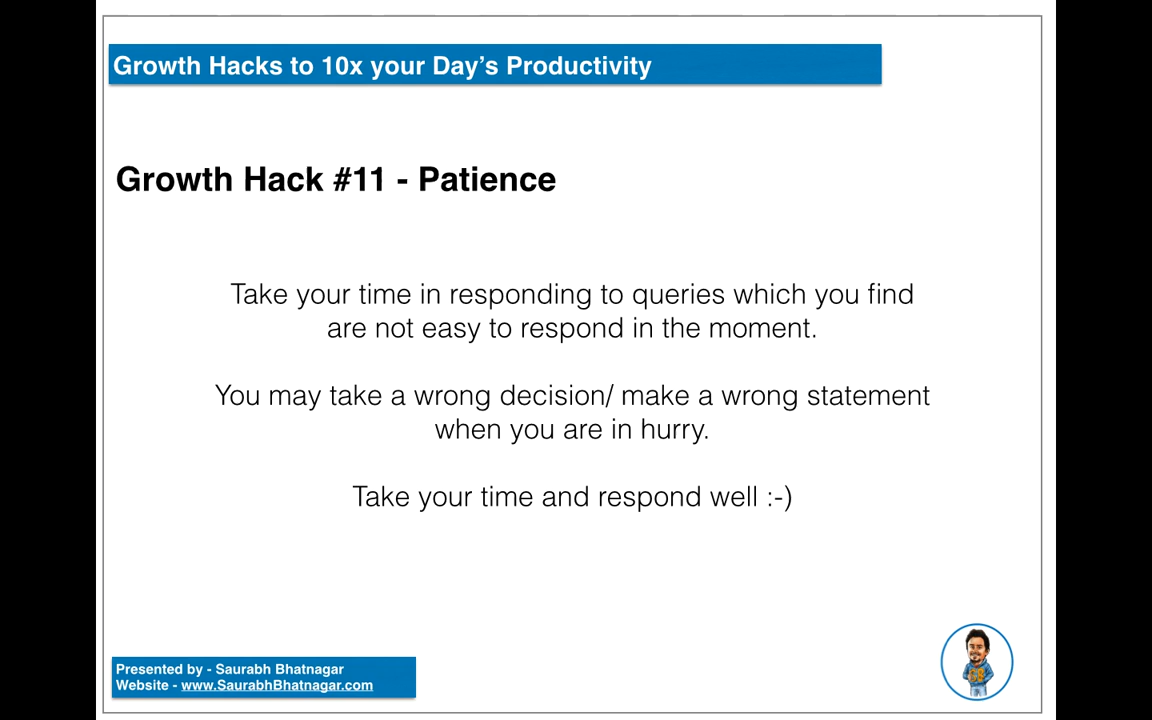 Growth Hacks to 10x your Day’s Productivity
Growth Hack #11 - Patience
Take your time in responding to queries which you find
are not easy to respond in the moment.
You may take a wrong decision/ make a wrong statement
when you are in hurry.
Take your time and respond well :-)
Presented by - Saurabh Bhatnagar
Website - www.SaurabhBhatnagar.com